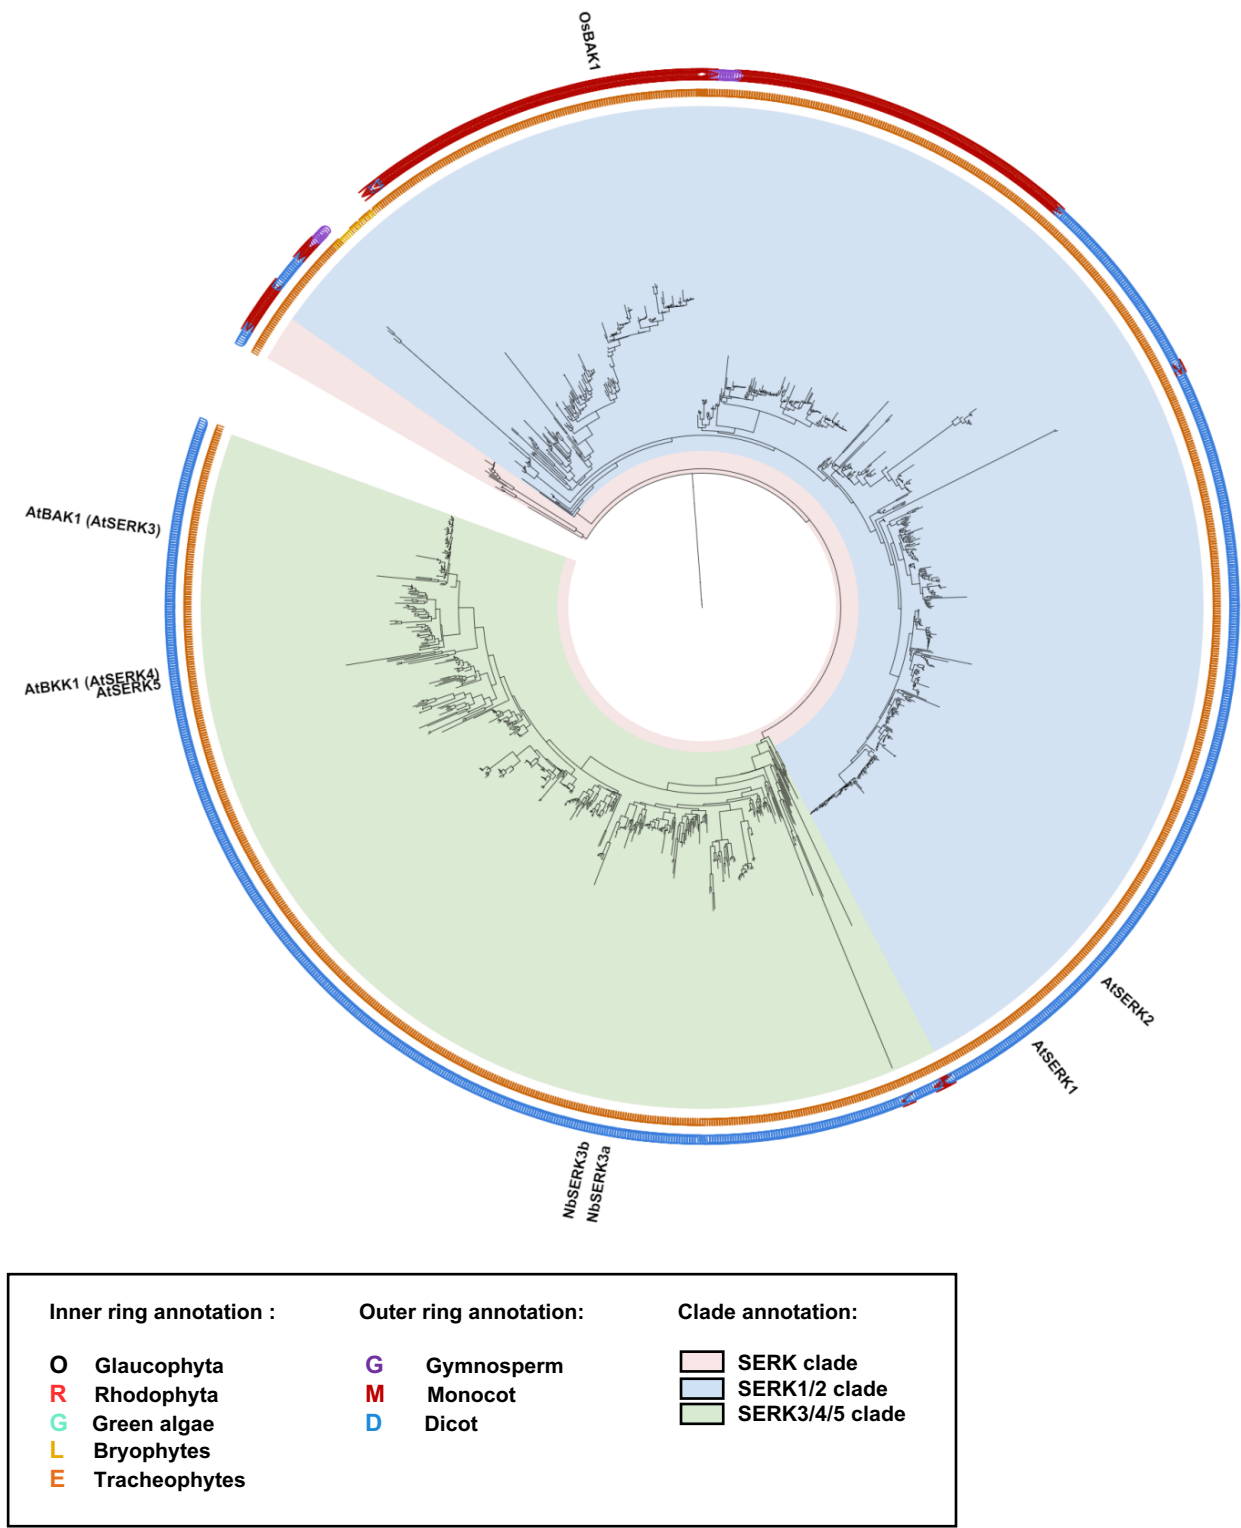 OsBAK1
AtBAK1 (AtSERK3)
AtBKK1 (AtSERK4)
AtSERK5
AtSERK2
AtSERK1
NbSERK3b
NbSERK3a
Inner ring annotation :
O Glaucophyta
R Rhodophyta
G Green algae
L Bryophytes
E Tracheophytes
Outer ring annotation:
G Gymnosperm
M Monocot
D Dicot
Clade annotation:
SERK clade
SERK1/2 clade
SERK3/4/5 clade